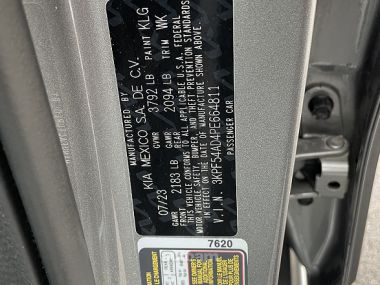 MANUFACTURED BY
KIA MEXICO S.A. DE C.V.
07/23 GVWR 3792 LB PAINT KLG
GAWR FRONT 2183 LB GAWR REAR 2094 LB TRIM WK
THIS VEHICLE CONFORMS TO ALL APPLICABLE U.S.A. FEDERAL
MOTOR VEHICLE SAFETY, BUMPER, AND THEFT PREVENTION STANDARDS
IN EFFECT ON THE DATE OF MANUFACTURE SHOWN ABOVE.
V.I.N. 3KPF54AD4PE664811
PASSENGER CAR
7620